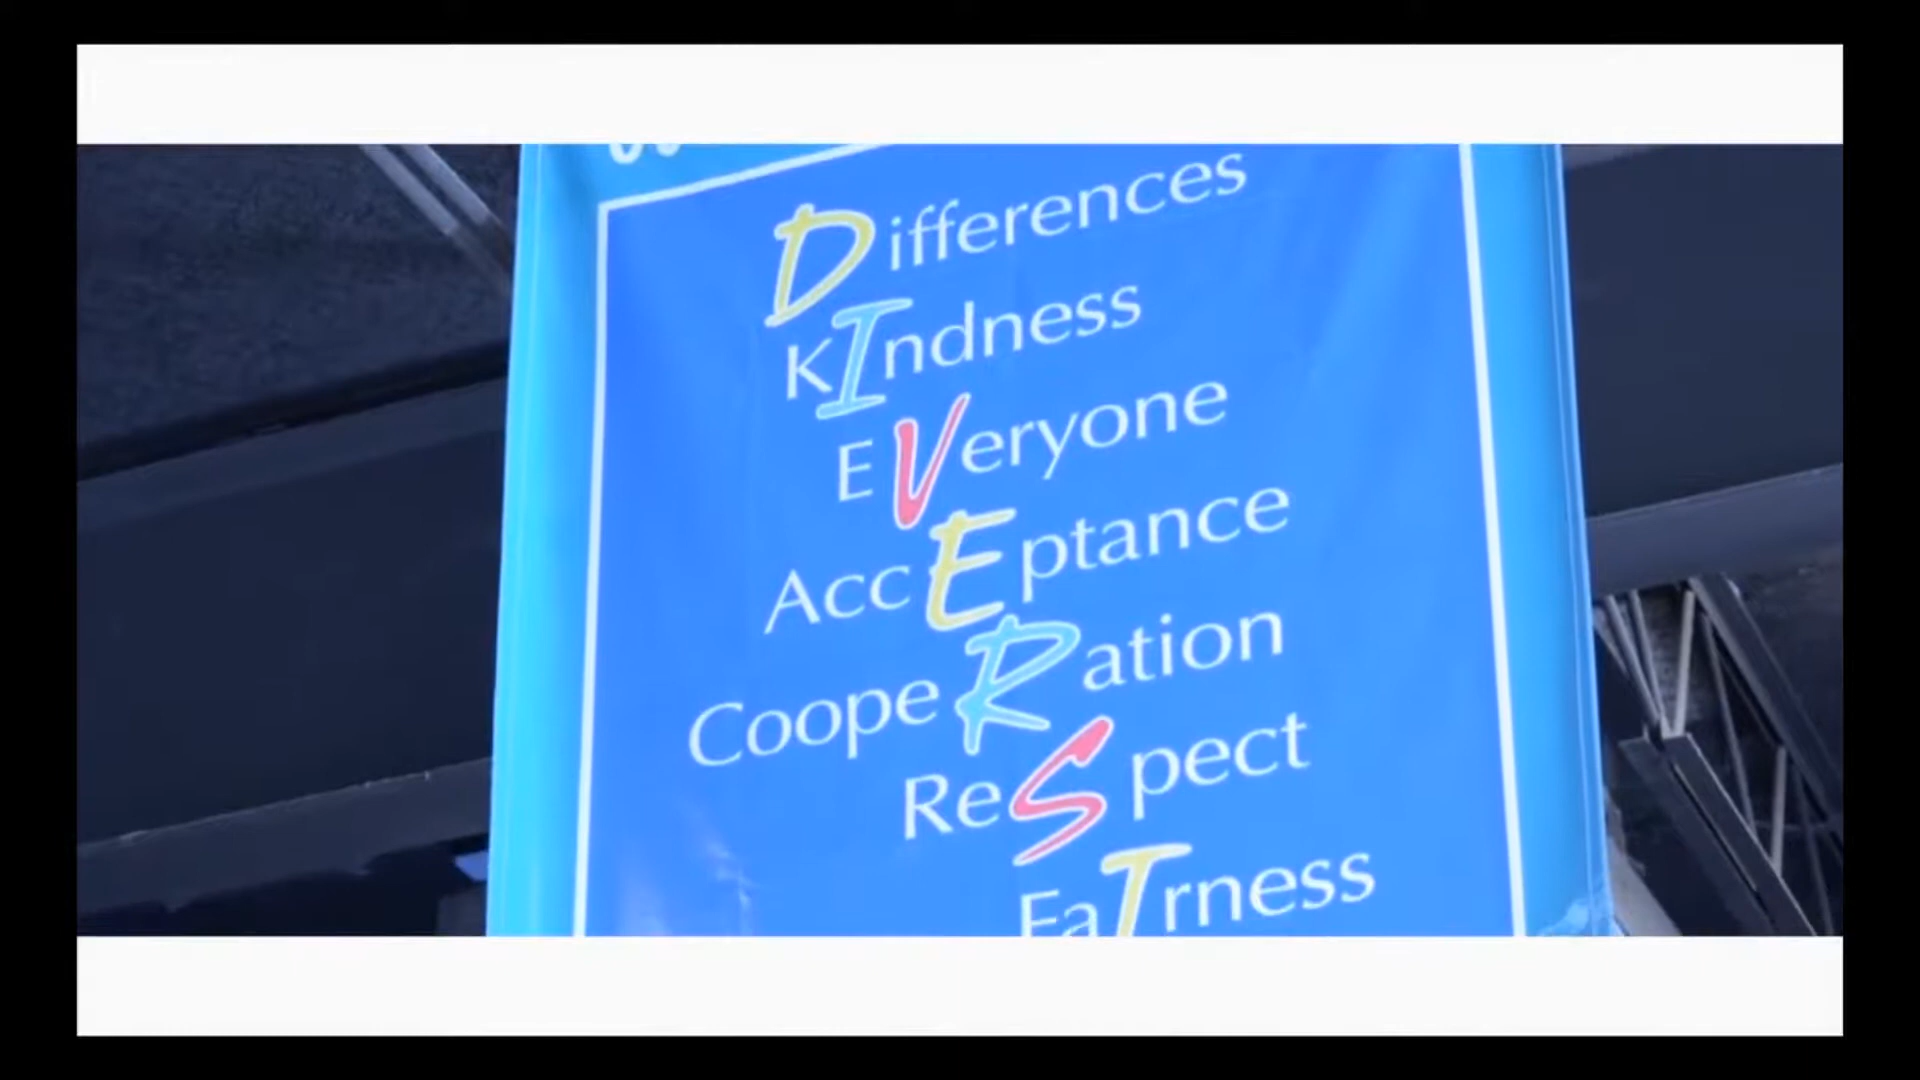 Differences
KIndness
EVeryone
AccEptance
CoopeRation
ReSpect
FaIrness